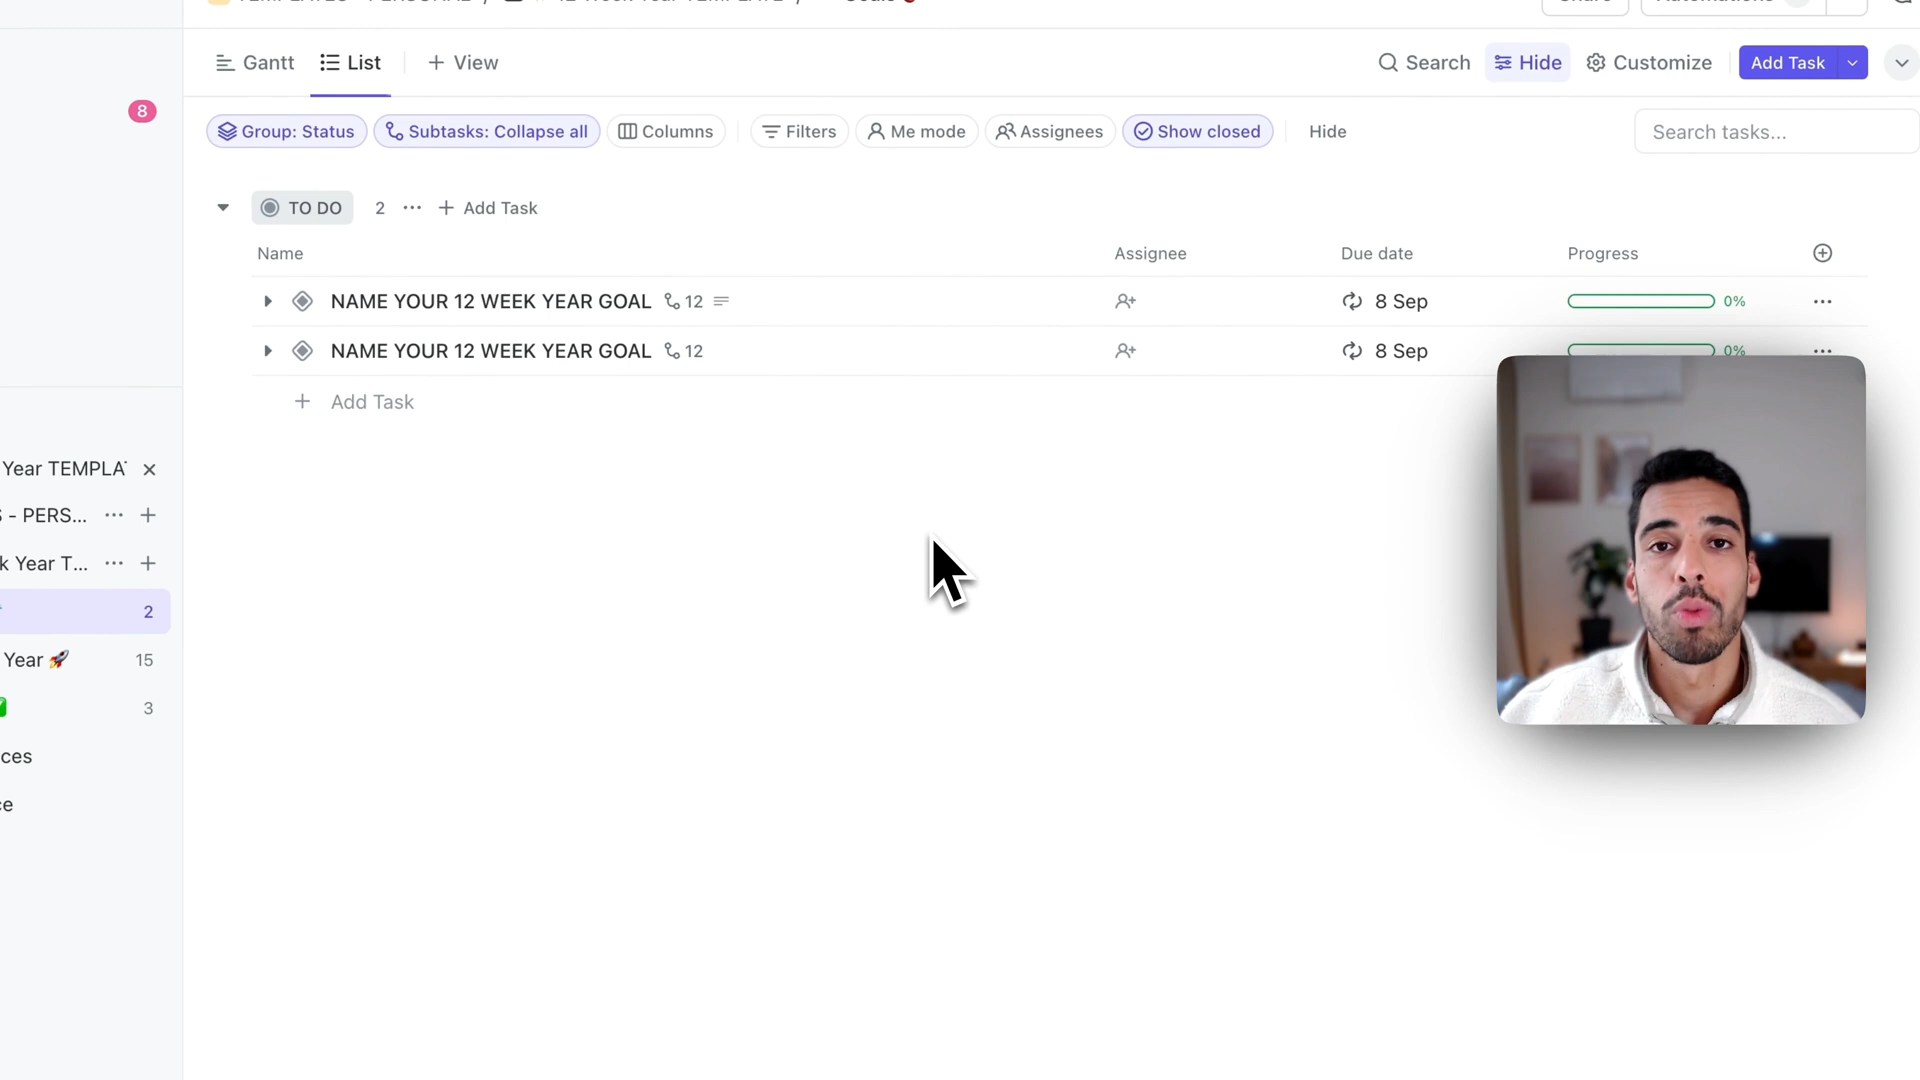 Gantt
List
View
Search
Hide
Customize
Add Task
8
Group: Status
Subtasks: Collapse all
Columns
Filters
Me mode
Assignees
Show closed
Hide
Search tasks...
TO DO
2
Add Task
Name
Assignee
Due date
Progress
NAME YOUR 12 WEEK YEAR GOAL
12
8 Sep
0%
NAME YOUR 12 WEEK YEAR GOAL
12
8 Sep
0%
Add Task
Year
- PERS...
2
Year 🚀
15
3